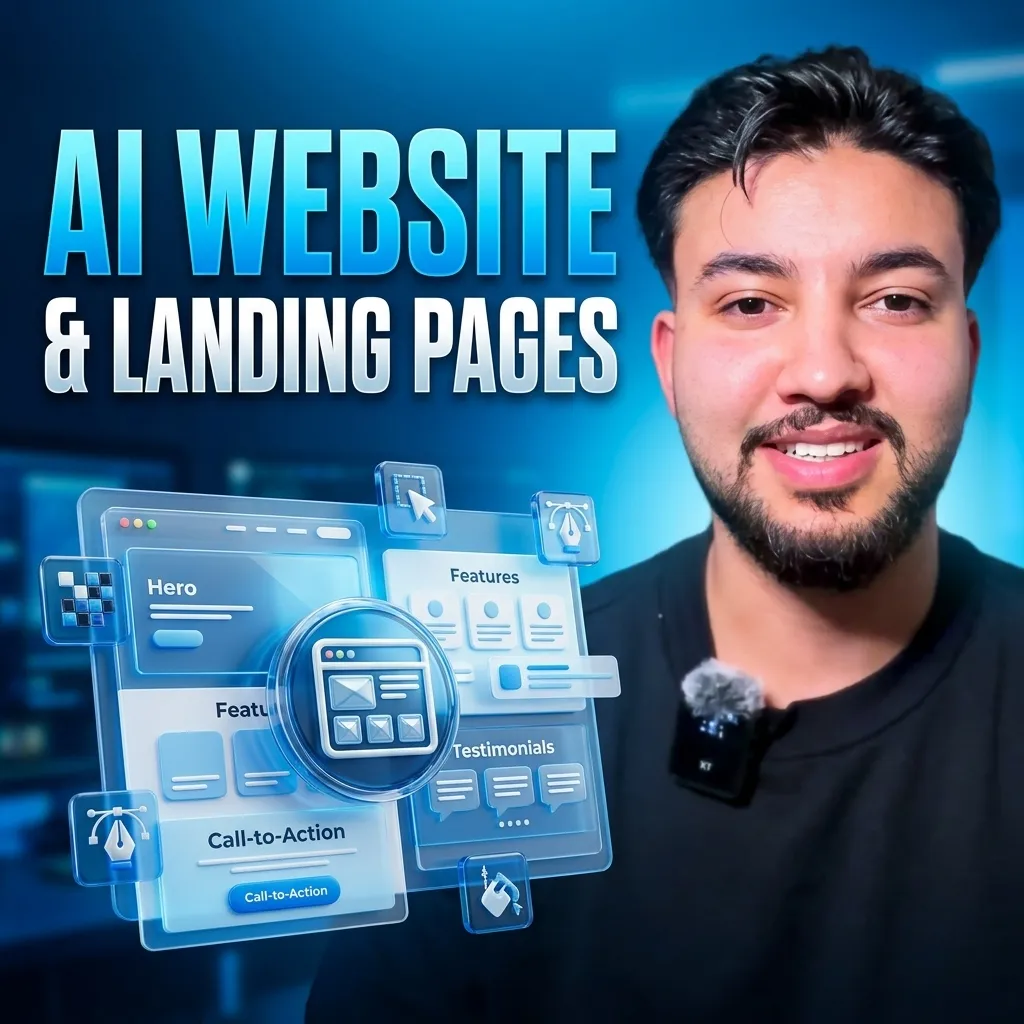 AI WEBSITE
& LANDING PAGES
Hero
Features
Featu
Testimonials
Call-to-Action
Call-to-Action